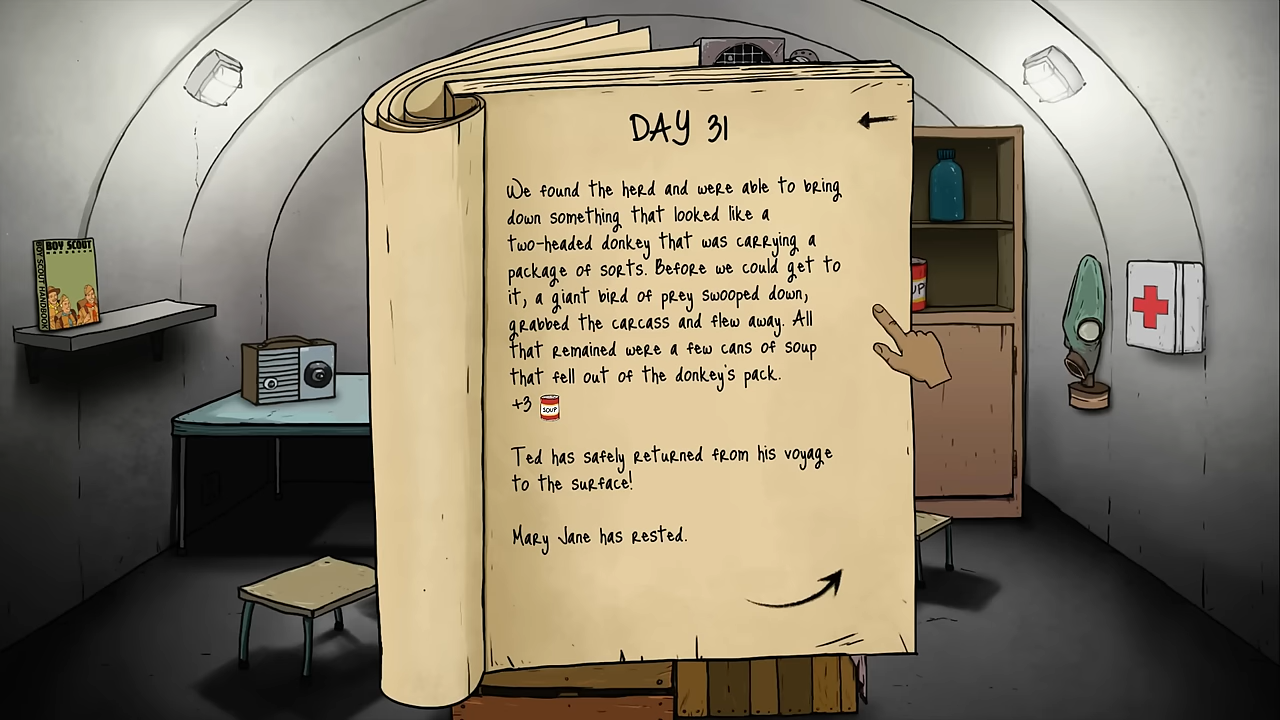 DAY 31
We found the herd and were able to bring
down something that looked like a
two-headed donkey that was carrying a
package of sorts. Before we could get to
it, a giant bird of prey swooped down,
grabbed the carcass and flew away. All
that remained were a few cans of soup
that fell out of the donkey's pack.
+3 SOUP
Ted has safely returned from his voyage
to the surface!
Mary Jane has rested.
BOY SCOUT
BOY SCOUT HANDBOOK
UP